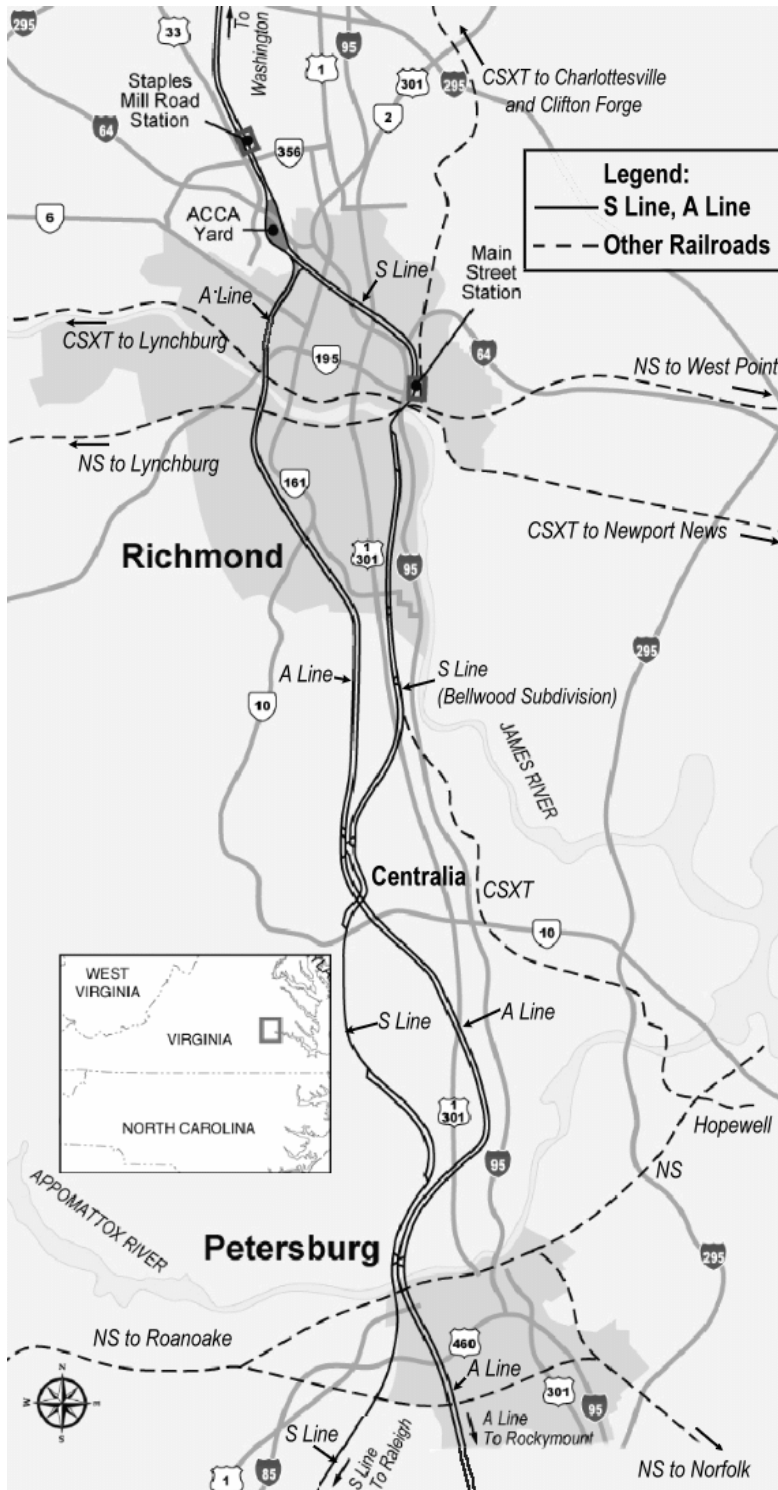 295
33
To
Washington
95
1
301
CSXT to Charlottesville
and Clifton Forge
295
Staples
Mill Road
Station
2
64
356
Legend:
S Line, A Line
Other Railroads
6
ACCA
Yard
S Line
Main
Street
Station
A Line
CSXT to Lynchburg
195
64
NS to West Point
NS to Lynchburg
161
CSXT to Newport News
Richmond
1
301
95
295
A Line
S Line
(Bellwood Subdivision)
10
JAMES RIVER
Centralia
CSXT
10
WEST
VIRGINIA
VIRGINIA
NORTH CAROLINA
S Line
A Line
1
301
Hopewell
95
NS
APPOMATTOX RIVER
Petersburg
295
NS to Roanoake
460
A Line
301
95
N
W
E
S
S Line
S Line
To Raleigh
A Line
To Rockymount
1
85
NS to Norfolk